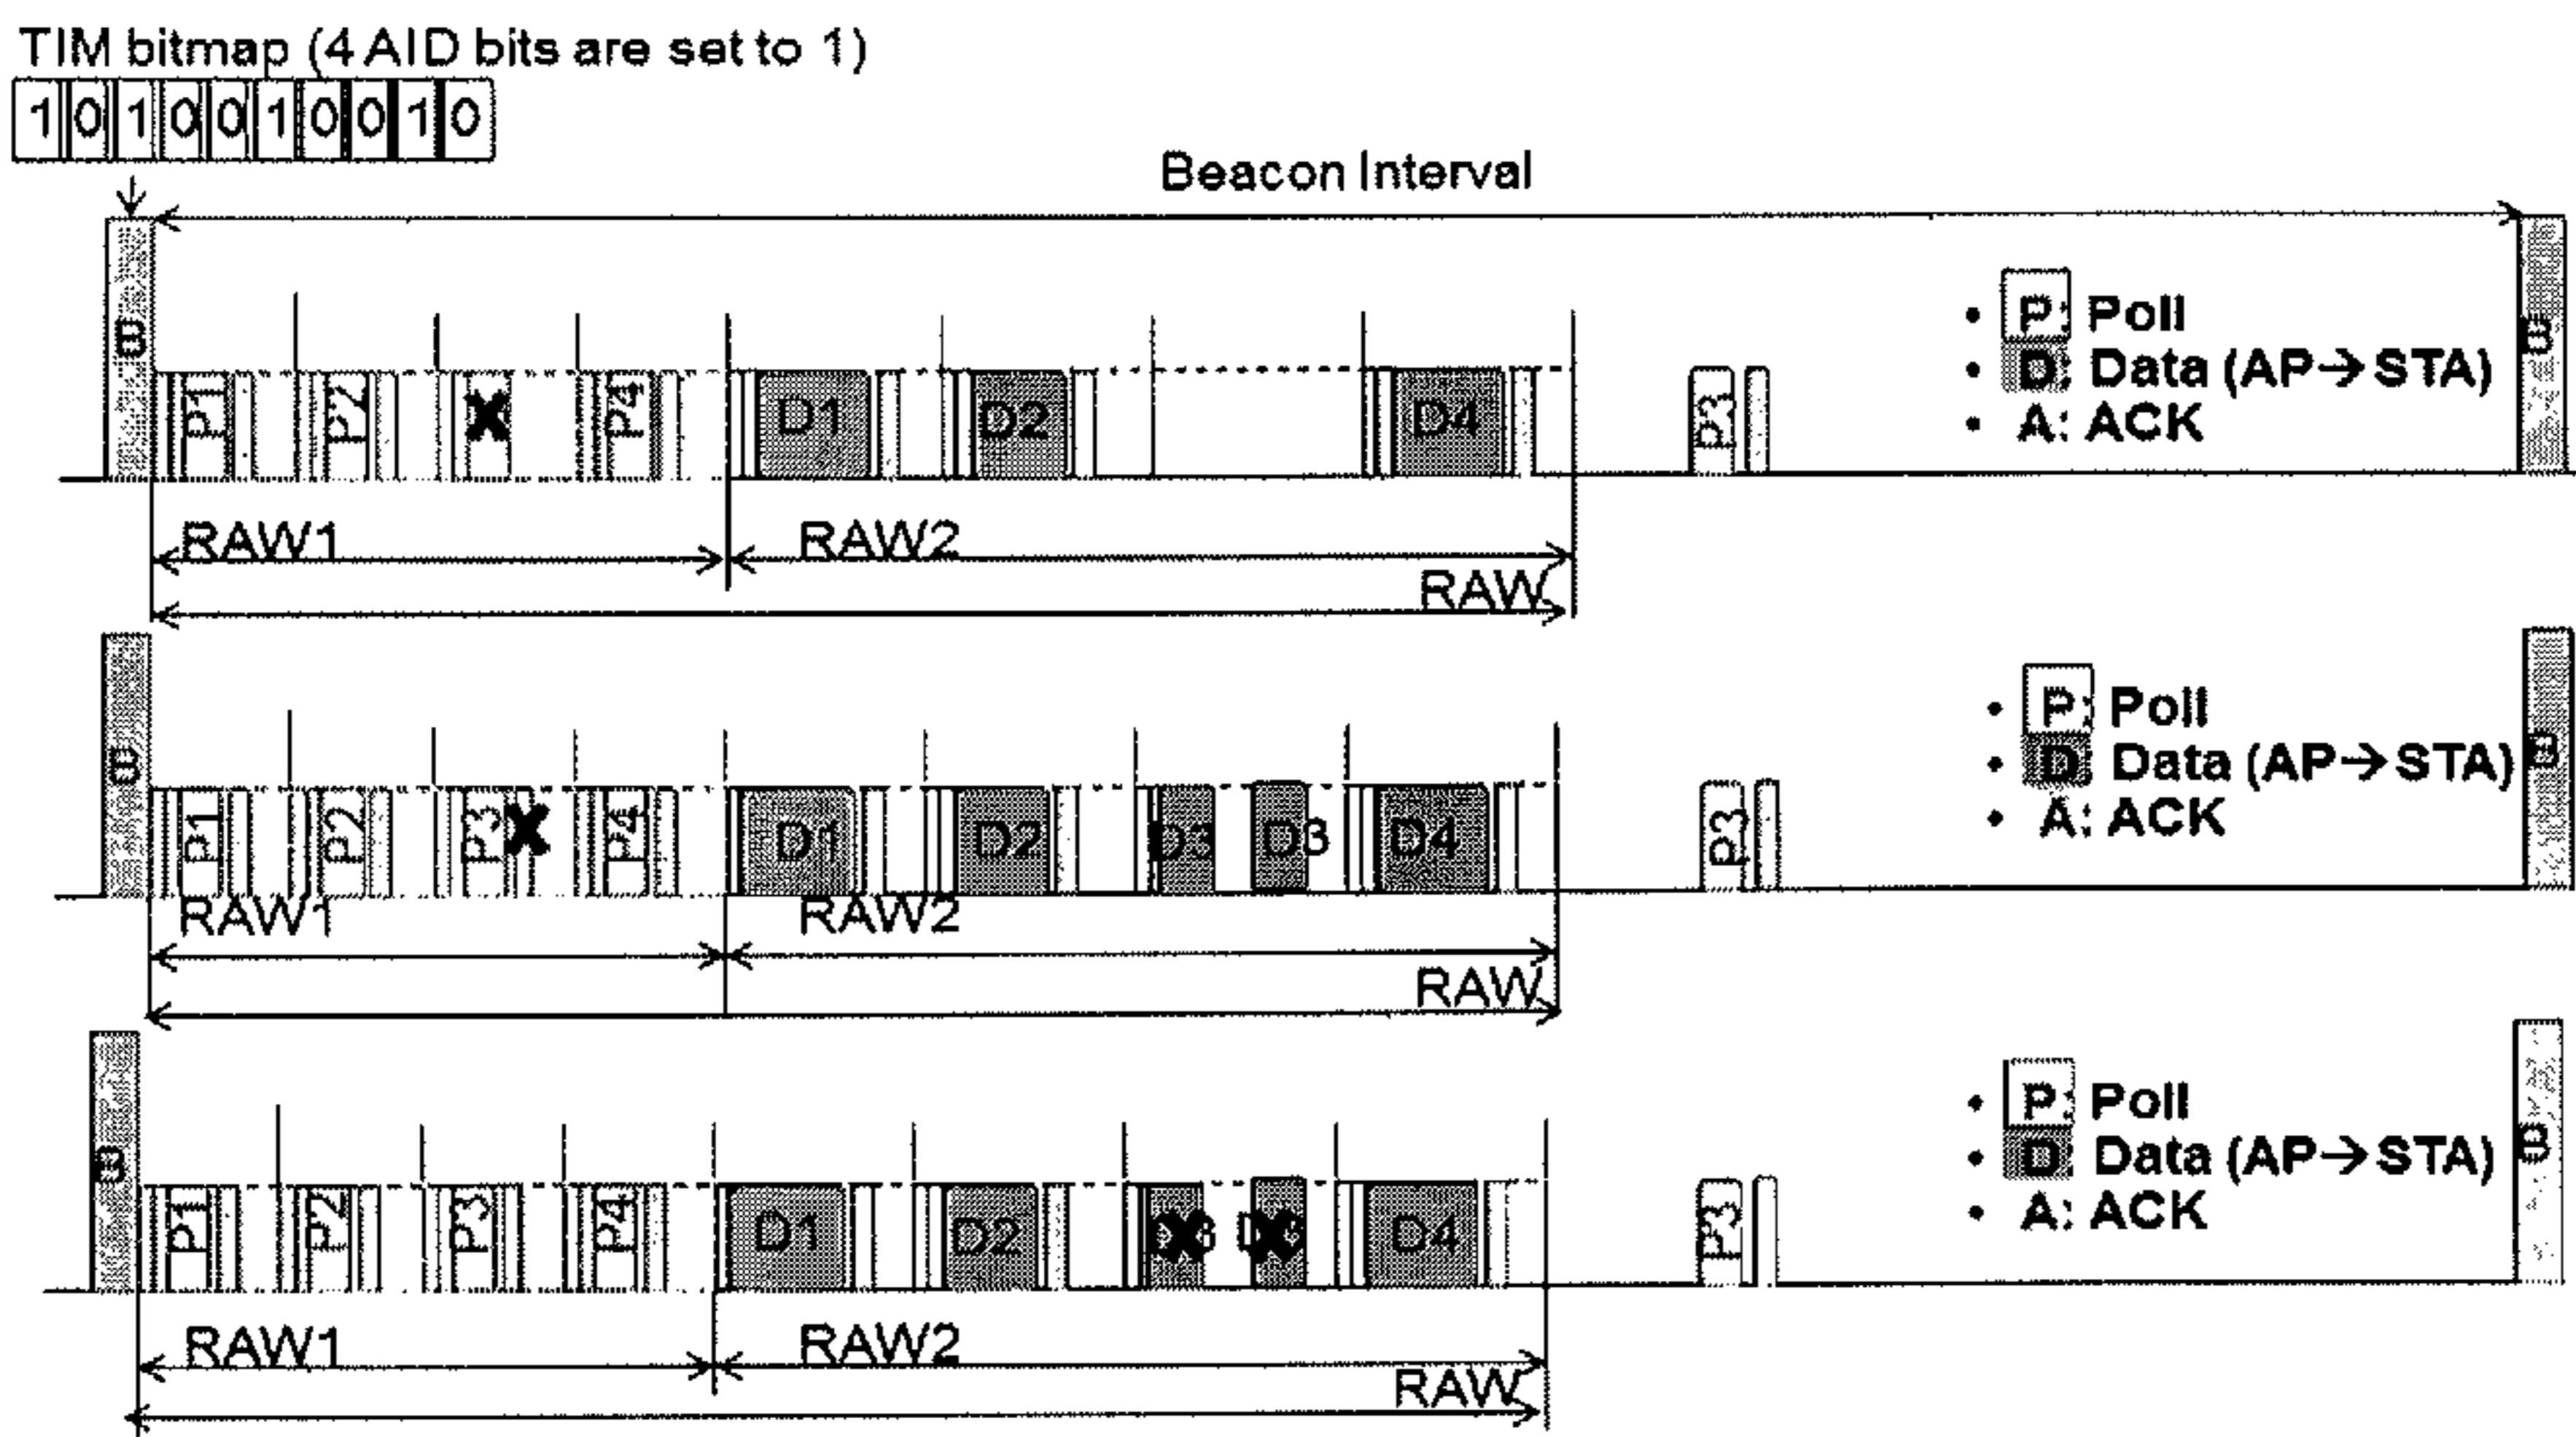 TIM bitmap (4 AID bits are set to 1)
1 0 1 0 0 1 0 0 1 0
Beacon Interval
B B
• P: Poll
• D: Data (AP→STA)
• A: ACK
P1 P2 X P4 D1 D2 D4 P3
RAW1 RAW2
RAW
B B
• P: Poll
• D: Data (AP→STA)
• A: ACK
P1 P2 P3 X P4 D1 D2 D3 D3 D4 P3
RAW1 RAW2
RAW
B B
• P: Poll
• D: Data (AP→STA)
• A: ACK
P1 P2 P3 P4 D1 D2 D3 D3 D4 P3
RAW1 RAW2
RAW